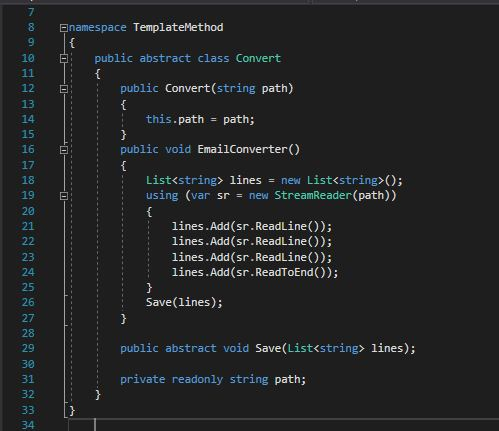 7
8 namespace TemplateMethod
9 {
10 public abstract class Convert
11 {
12 public Convert(string path)
13 {
14 this.path = path;
15 }
16 public void EmailConverter()
17 {
18 List<string> lines = new List<string>();
19 using (var sr = new StreamReader(path))
20 {
21 lines.Add(sr.ReadLine());
22 lines.Add(sr.ReadLine());
23 lines.Add(sr.ReadLine());
24 lines.Add(sr.ReadToEnd());
25 }
26 Save(lines);
27 }
28
29 public abstract void Save(List<string> lines);
30
31 private readonly string path;
32 }
33 }
34